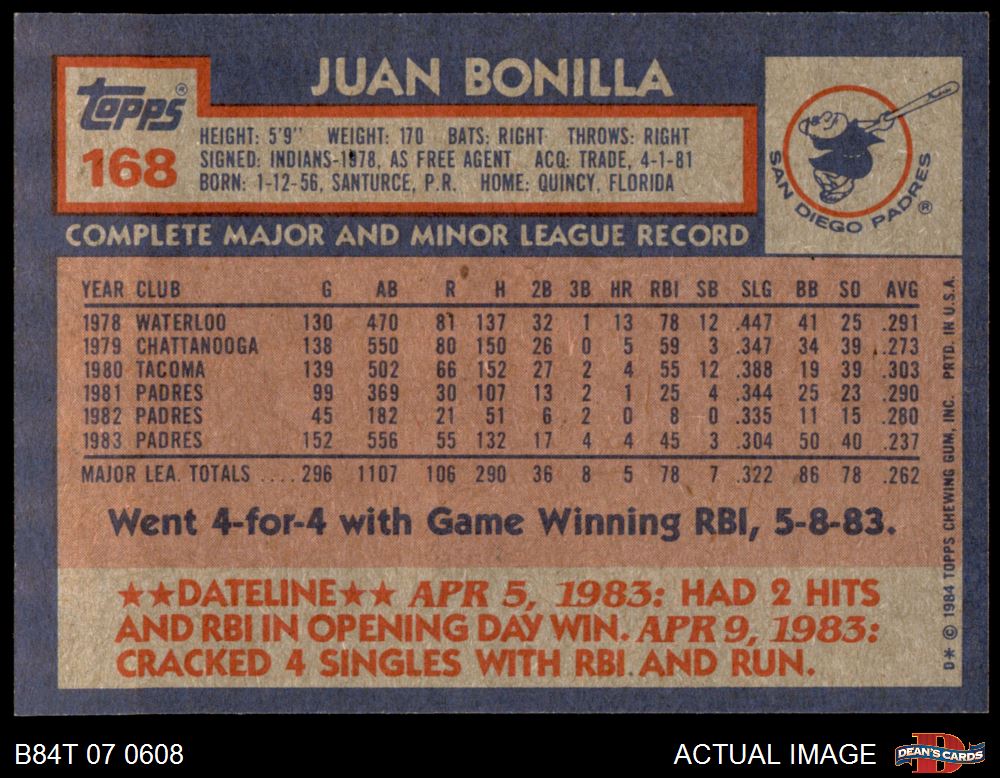 JUAN BONILLA
Topps®
168
HEIGHT: 5'9" WEIGHT: 170 BATS: RIGHT THROWS: RIGHT
SIGNED: INDIANS-1978, AS FREE AGENT ACQ: TRADE, 4-1-81
BORN: 1-12-56, SANTURCE, P.R. HOME: QUINCY, FLORIDA
Padres
SAN DIEGO PADRES ®
COMPLETE MAJOR AND MINOR LEAGUE RECORD
YEAR CLUB G AB R H 2B 3B HR RBI SB SLG BB SO AVG
1978 WATERLOO 130 470 81 137 32 1 13 78 12 .447 41 25 .291
1979 CHATTANOOGA 138 550 80 150 26 0 5 59 3 .347 34 39 .273
1980 TACOMA 139 502 66 152 27 2 4 55 12 .388 19 39 .303
1981 PADRES 99 369 30 107 13 2 1 25 4 .344 25 23 .290
1982 PADRES 45 182 21 51 6 2 0 8 0 .335 11 15 .280
1983 PADRES 152 556 55 132 17 4 4 45 3 .304 50 40 .237
MAJOR LEA. TOTALS .... 296 1107 106 290 36 8 5 78 7 .322 86 78 .262
Went 4-for-4 with Game Winning RBI, 5-8-83.
★★DATELINE★★ APR 5, 1983: HAD 2 HITS
AND RBI IN OPENING DAY WIN. APR 9, 1983:
CRACKED 4 SINGLES WITH RBI AND RUN.
D* © 1984 TOPPS CHEWING GUM, INC. PRTD. IN U.S.A.
B84T 07 0608
ACTUAL IMAGE
DEAN'S CARDS